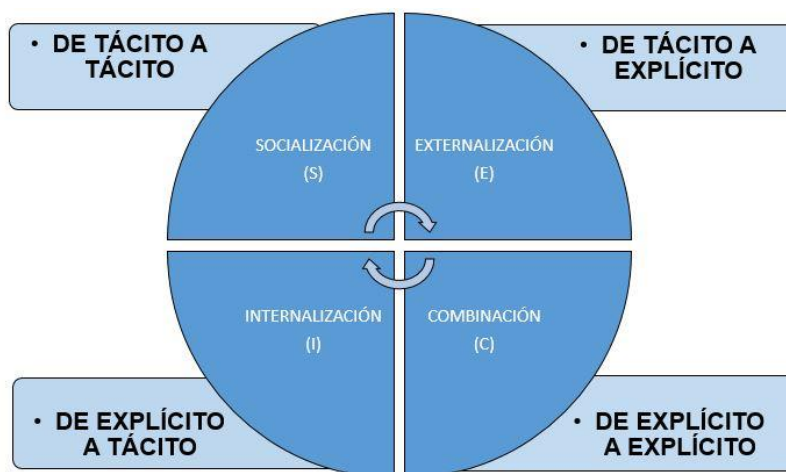 • DE TÁCITO A
TÁCITO
• DE TÁCITO A
EXPLÍCITO
SOCIALIZACIÓN
(S)
EXTERNALIZACIÓN
(E)
INTERNALIZACIÓN
(I)
COMBINACIÓN
(C)
• DE EXPLÍCITO
A TÁCITO
• DE EXPLÍCITO
A EXPLÍCITO